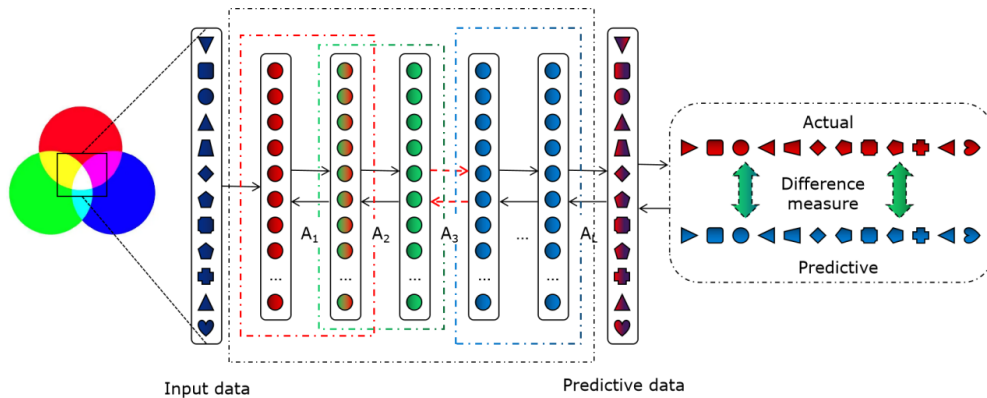 Actual
Difference
measure
Predictive
A1 A2 A3 ... AL
... ... ... ... ...
Input data
Predictive data